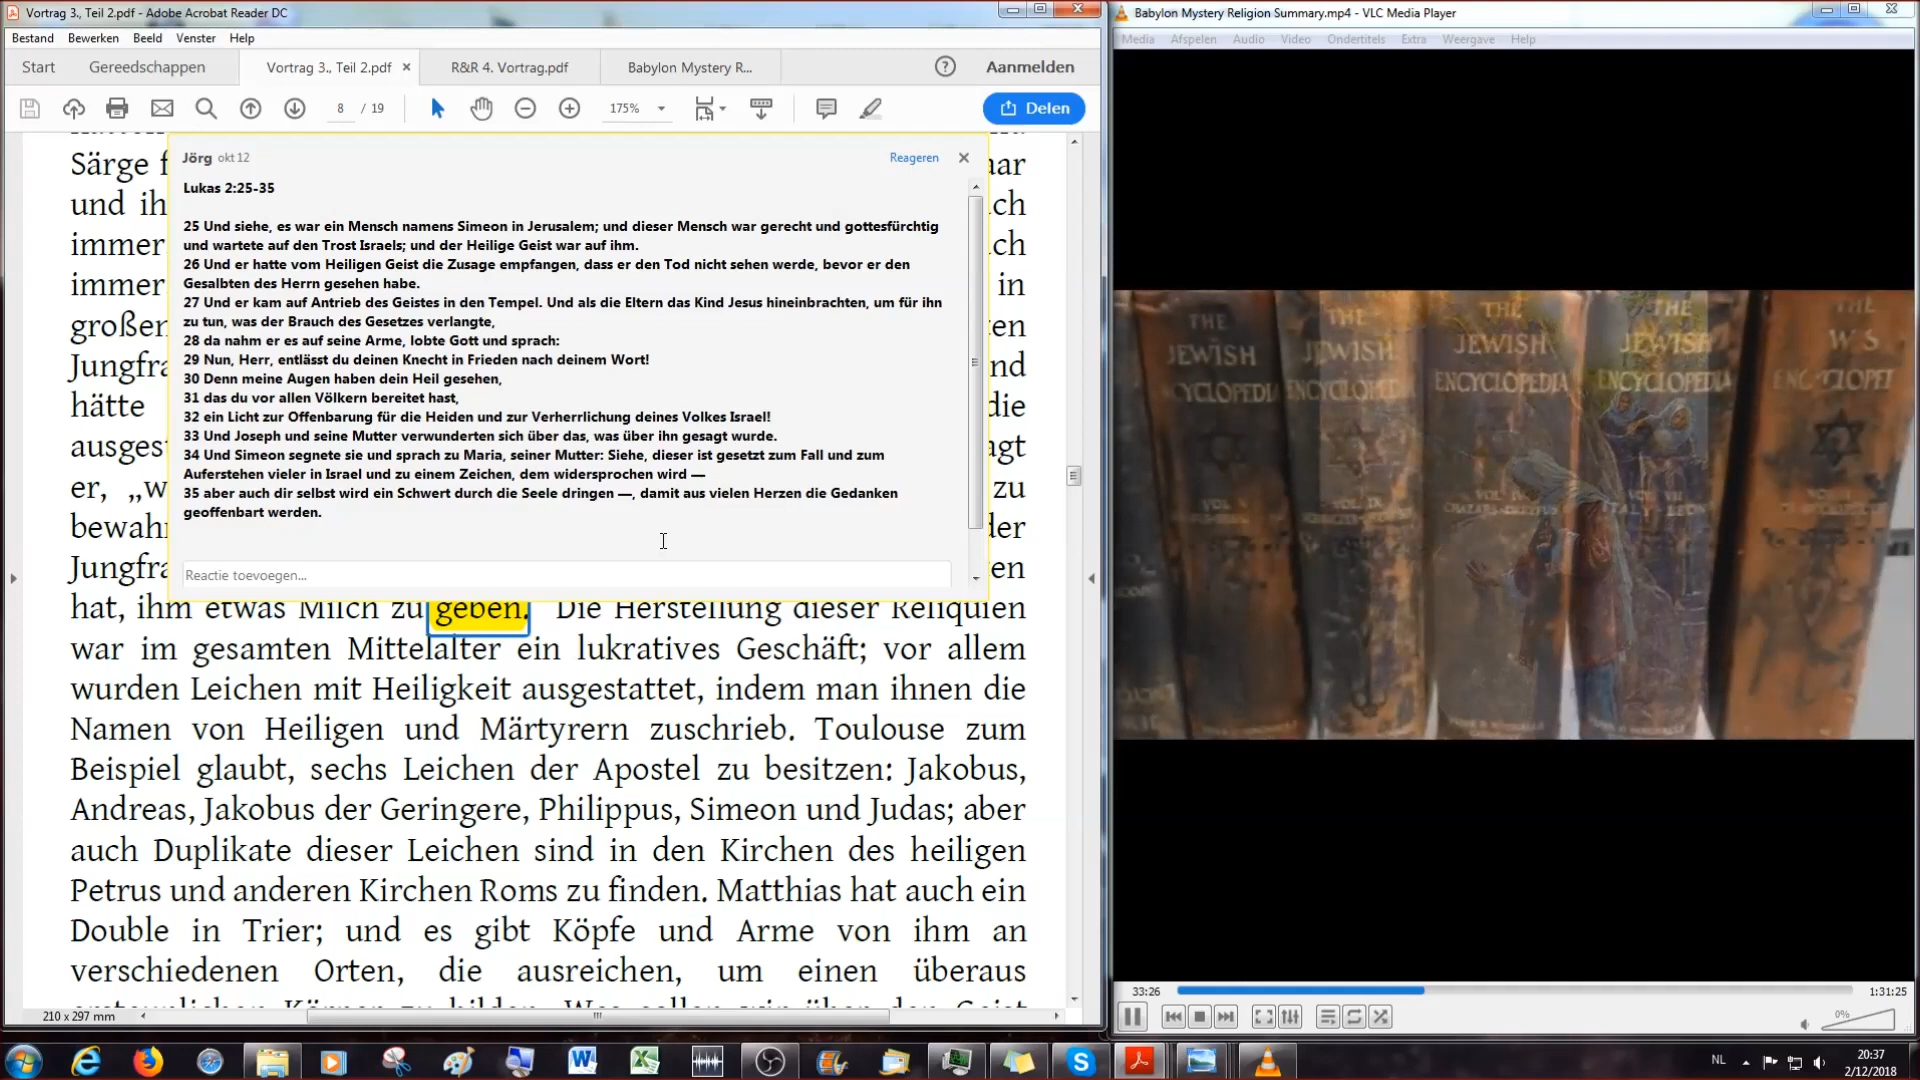 Vortrag 3., Teil 2.pdf - Adobe Acrobat Reader DC
Bestand Bewerken Beeld Venster Help
Start Gereedschappen Vortrag 3., Teil 2.pdf × R&R 4. Vortrag.pdf Babylon Mystery R... Aanmelden
8 / 19 175% Delen
Jörg okt 12 Reageren
Lukas 2:25-35
25 Und siehe, es war ein Mensch namens Simeon in Jerusalem; und dieser Mensch war gerecht und gottesfürchtig
und wartete auf den Trost Israels; und der Heilige Geist war auf ihm.
26 Und er hatte vom Heiligen Geist die Zusage empfangen, dass er den Tod nicht sehen werde, bevor er den
Gesalbten des Herrn gesehen habe.
27 Und er kam auf Antrieb des Geistes in den Tempel. Und als die Eltern das Kind Jesus hineinbrachten, um für ihn
zu tun, was der Brauch des Gesetzes verlangte,
28 da nahm er es auf seine Arme, lobte Gott und sprach:
29 Nun, Herr, entlässt du deinen Knecht in Frieden nach deinem Wort!
30 Denn meine Augen haben dein Heil gesehen,
31 das du vor allen Völkern bereitet hast,
32 ein Licht zur Offenbarung für die Heiden und zur Verherrlichung deines Volkes Israel!
33 Und Joseph und seine Mutter verwunderten sich über das, was über ihn gesagt wurde.
34 Und Simeon segnete sie und sprach zu Maria, seiner Mutter: Siehe, dieser ist gesetzt zum Fall und zum
Auferstehen vieler in Israel und zu einem Zeichen, dem widersprochen wird —
35 aber auch dir selbst wird ein Schwert durch die Seele dringen —, damit aus vielen Herzen die Gedanken
geoffenbart werden.
Reactie toevoegen...
Särge
und
immer
immer in
hätte die
er, „ zu
hat, ihm etwas Milch zu geben. Die Herstellung dieser Reliquien
war im gesamten Mittelalter ein lukratives Geschäft; vor allem
wurden Leichen mit Heiligkeit ausgestattet, indem man ihnen die
Namen von Heiligen und Märtyrern zuschrieb. Toulouse zum
Beispiel glaubt, sechs Leichen der Apostel zu besitzen: Jakobus,
Andreas, Jakobus der Geringere, Philippus, Simeon und Judas; aber
auch Duplikate dieser Leichen sind in den Kirchen des heiligen
Petrus und anderen Kirchen Roms zu finden. Matthias hat auch ein
Double in Trier; und es gibt Köpfe und Arme von ihm an
verschiedenen Orten, die ausreichen, um einen überaus
210 x 297 mm
Babylon Mystery Religion Summary.mp4 - VLC Media Player
Media Afspelen Audio Video Ondertitels Extra Weergave Help
THE
JEWISH
THE
JEWISH
THE
JEWISH
ENCYCLOPEDIA
THE
JEWISH
ENCYCLOPEDIA
33:26 1:31:25
0%
NL
20:37
2/12/2018